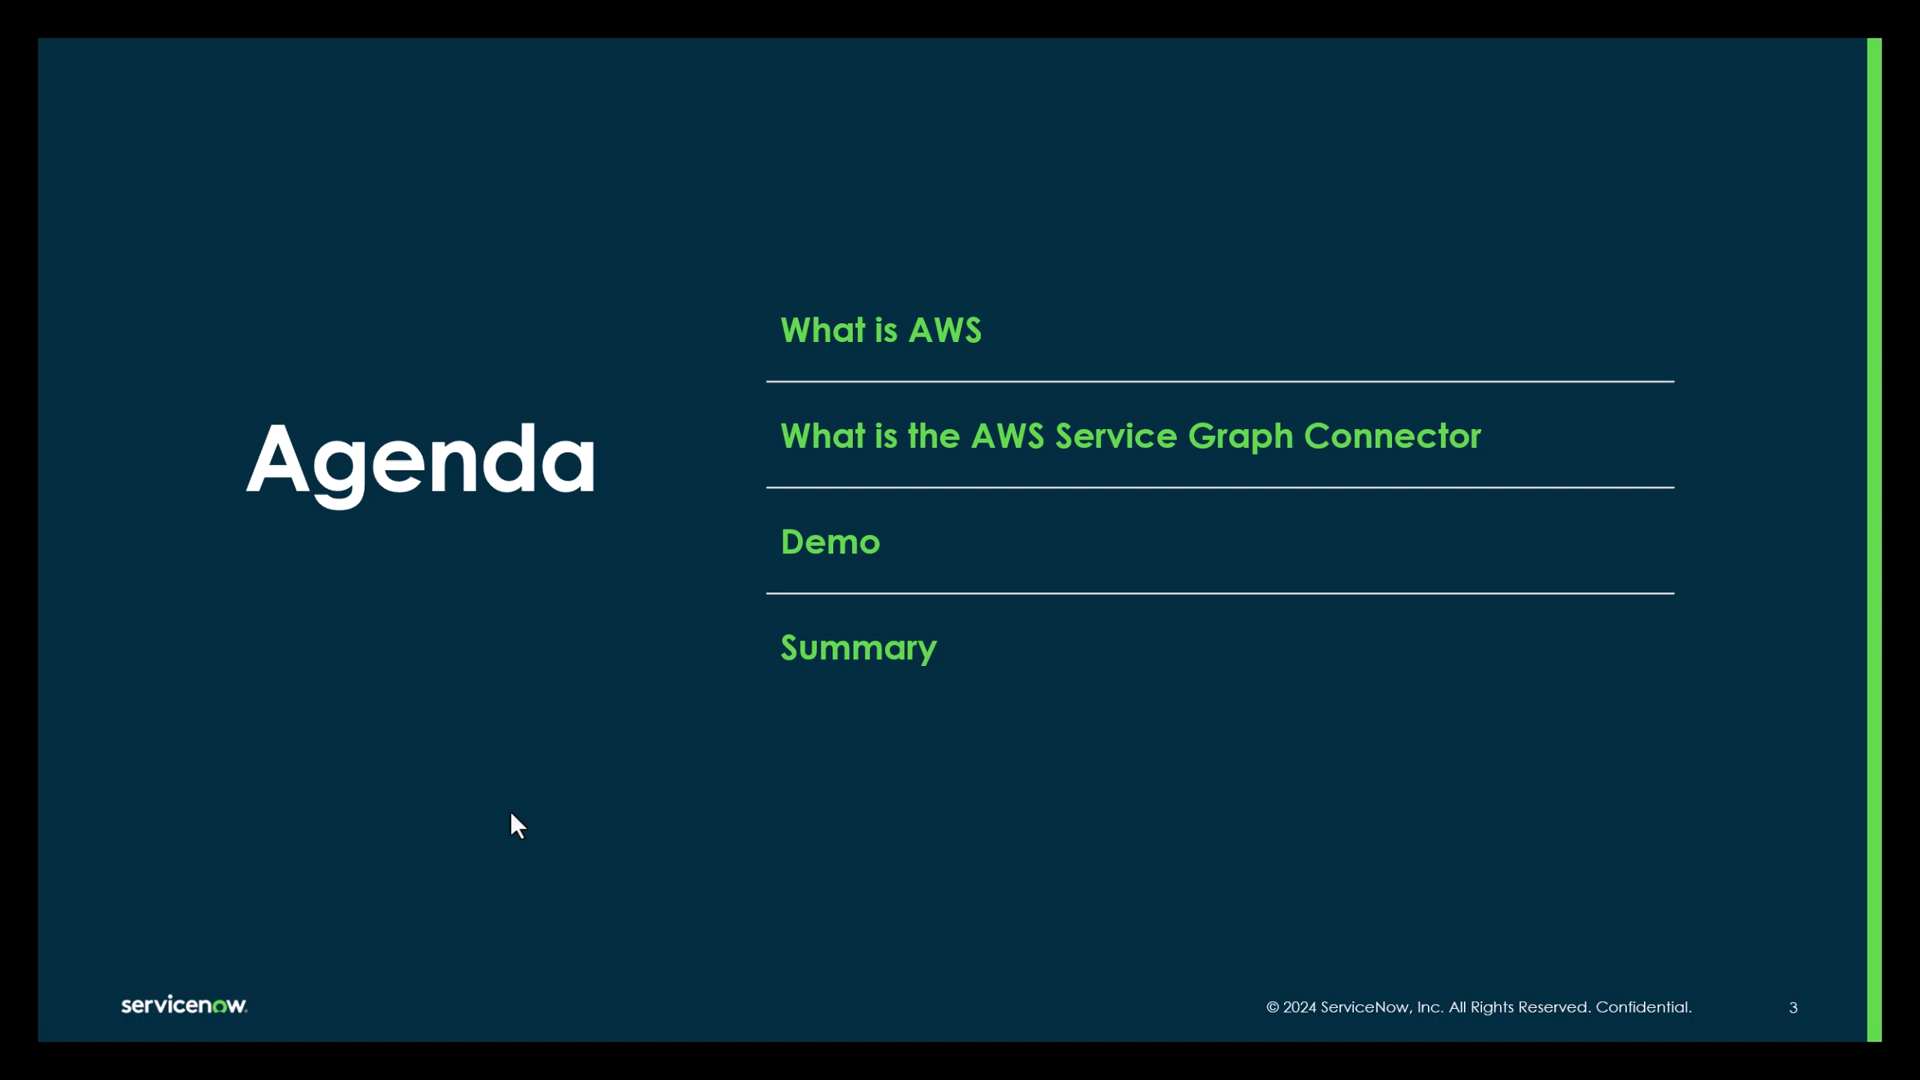 Agenda
What is AWS
What is the AWS Service Graph Connector
Demo
Summary
servicenow.
© 2024 ServiceNow, Inc. All Rights Reserved. Confidential.
3